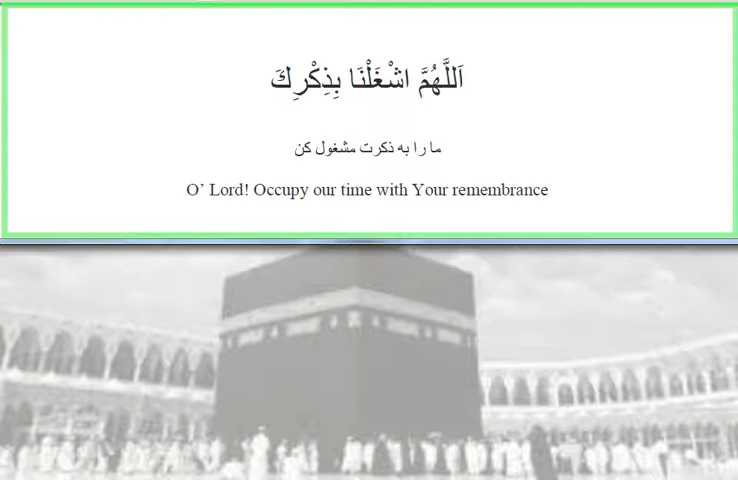 اَللَّهُمَّ اشْغَلْنَا بِذِكْرِكَ
ما را به ذکرت مشغول کن
O’ Lord! Occupy our time with Your remembrance